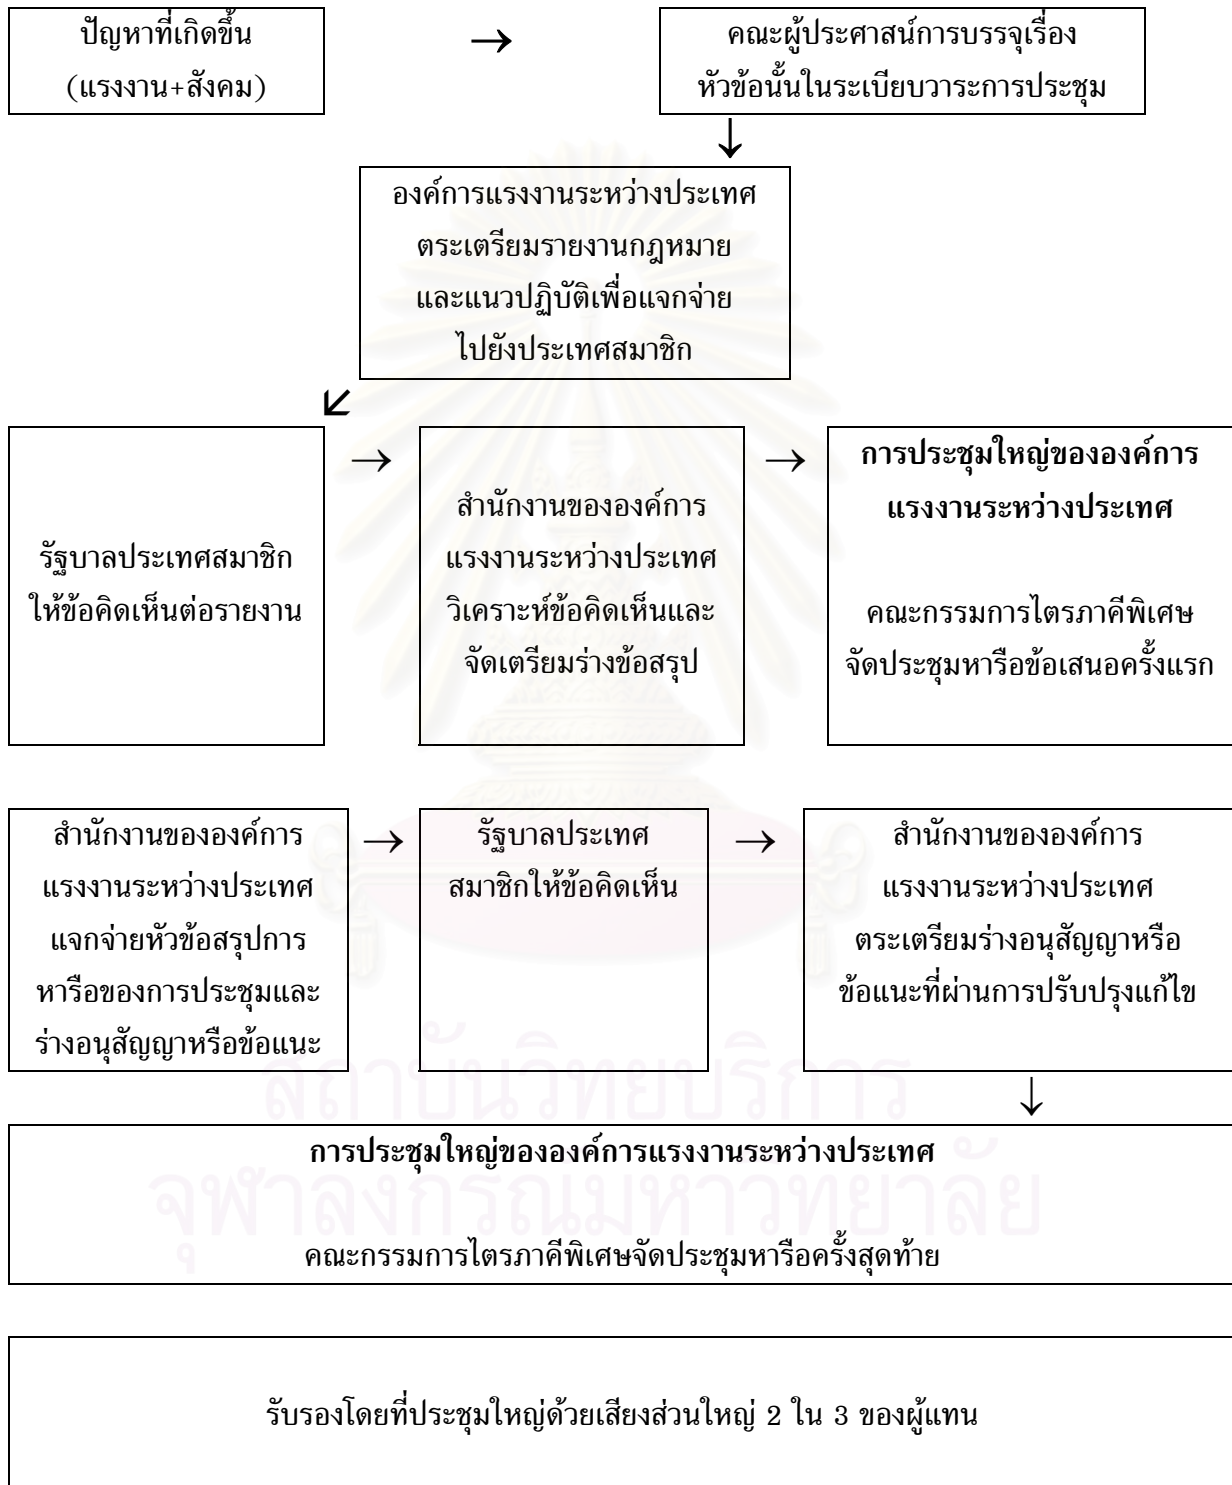 ปัญหาที่เกิดขึ้น
(แรงงาน+สังคม)
→
คณะผู้ประศาสน์การบรรจุเรื่อง
หัวข้อนั้นในระเบียบวาระการประชุม
↓
องค์การแรงงานระหว่างประเทศ
ตระเตรียมรายงานกฎหมาย
และแนวปฏิบัติเพื่อแจกจ่าย
ไปยังประเทศสมาชิก
↙
รัฐบาลประเทศสมาชิก
ให้ข้อคิดเห็นต่อรายงาน
→
สำนักงานขององค์การ
แรงงานระหว่างประเทศ
วิเคราะห์ข้อคิดเห็นและ
จัดเตรียมร่างข้อสรุป
→
การประชุมใหญ่ขององค์การ
แรงงานระหว่างประเทศ
คณะกรรมการไตรภาคีพิเศษ
จัดประชุมหารือข้อเสนอครั้งแรก
สำนักงานขององค์การ
แรงงานระหว่างประเทศ
แจกจ่ายหัวข้อสรุปการ
หารือของการประชุมและ
ร่างอนุสัญญาหรือข้อแนะ
→
รัฐบาลประเทศ
สมาชิกให้ข้อคิดเห็น
→
สำนักงานขององค์การ
แรงงานระหว่างประเทศ
ตระเตรียมร่างอนุสัญญาหรือ
ข้อแนะที่ผ่านการปรับปรุงแก้ไข
↓
สถาบันวิทยบริการ
จุฬาลงกรณ์มหาวิทยาลัย
การประชุมใหญ่ขององค์การแรงงานระหว่างประเทศ
คณะกรรมการไตรภาคีพิเศษจัดประชุมหารือครั้งสุดท้าย
รับรองโดยที่ประชุมใหญ่ด้วยเสียงส่วนใหญ่ 2 ใน 3 ของผู้แทน